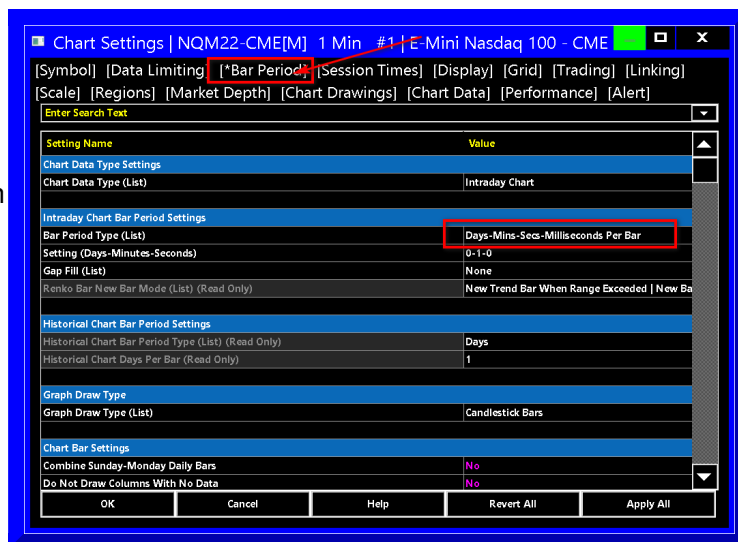 Chart Settings | NQM22-CME[M] 1 Min #1 | E-Mini Nasdaq 100 - CME
[Symbol] [Data Limiting] [*Bar Period] [Session Times] [Display] [Grid] [Trading] [Linking]
[Scale] [Regions] [Market Depth] [Chart Drawings] [Chart Data] [Performance] [Alert]
Enter Search Text
Setting Name Value
Chart Data Type Settings
Chart Data Type (List) Intraday Chart
Intraday Chart Bar Period Settings
Bar Period Type (List) Days-Mins-Secs-Milliseconds Per Bar
Setting (Days-Minutes-Seconds) 0-1-0
Gap Fill (List) None
Renko Bar New Bar Mode (List) (Read Only) New Trend Bar When Range Exceeded | New Ba
Historical Chart Bar Period Settings
Historical Chart Bar Period Type (List) (Read Only) Days
Historical Chart Days Per Bar (Read Only) 1
Graph Draw Type
Graph Draw Type (List) Candlestick Bars
Chart Bar Settings
Combine Sunday-Monday Daily Bars No
Do Not Draw Columns With No Data No
OK Cancel Help Revert All Apply All